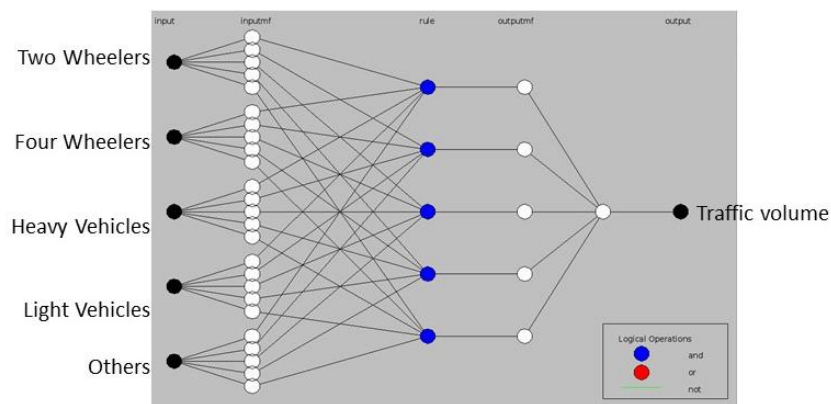 input inputmf rule outputmf output
Two Wheelers
Four Wheelers
Heavy Vehicles
Traffic volume
Light Vehicles
Others
Logical Operations
and
or
not